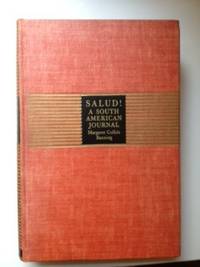 SALUD!
A SOUTH
AMERICAN
JOURNAL
Margaret Culkin
Banning